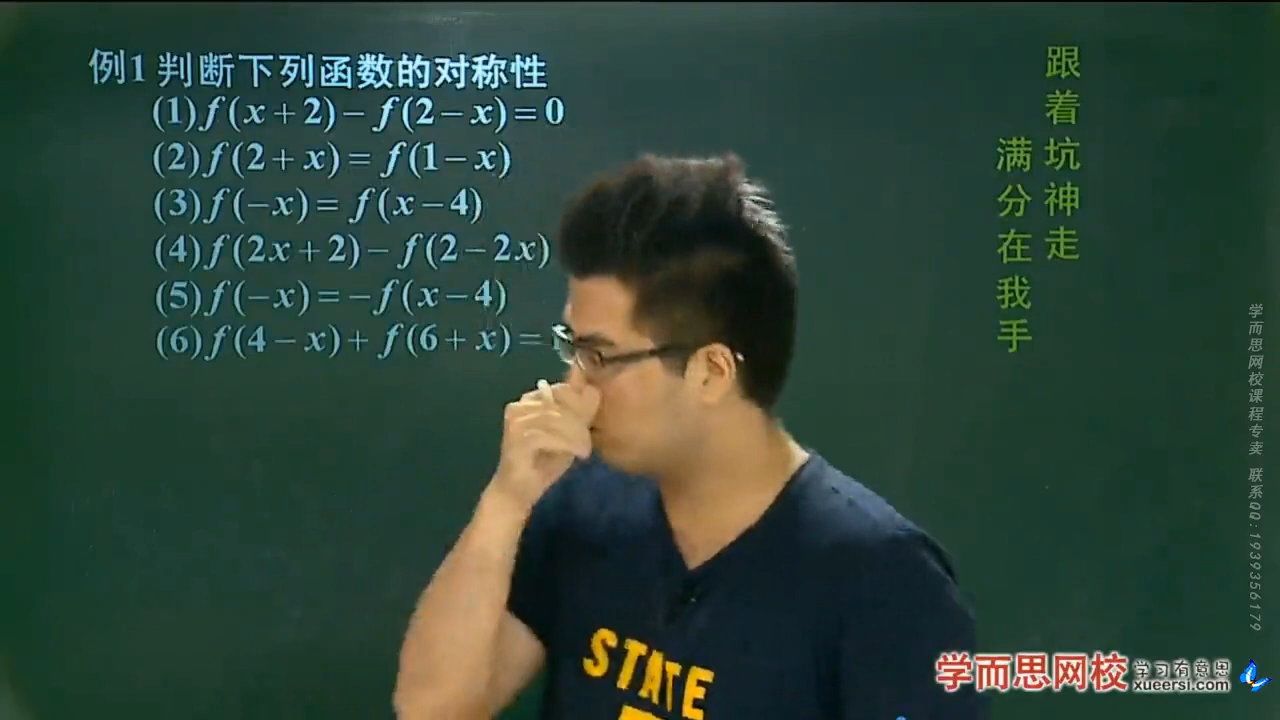 例1 判断下列函数的对称性
(1) f(x+2)-f(2-x)=0
(2) f(2+x)=f(1-x)
(3) f(-x)=f(x-4)
(4) f(2x+2)-f(2-2x)
(5) f(-x)=-f(x-4)
(6) f(4-x)+f(6+x)=
跟着坑神走
满分在我手
学而思网校课程专卖 联系QQ:1939356179
STATE
学而思网校 学习有意思
xueersi.com